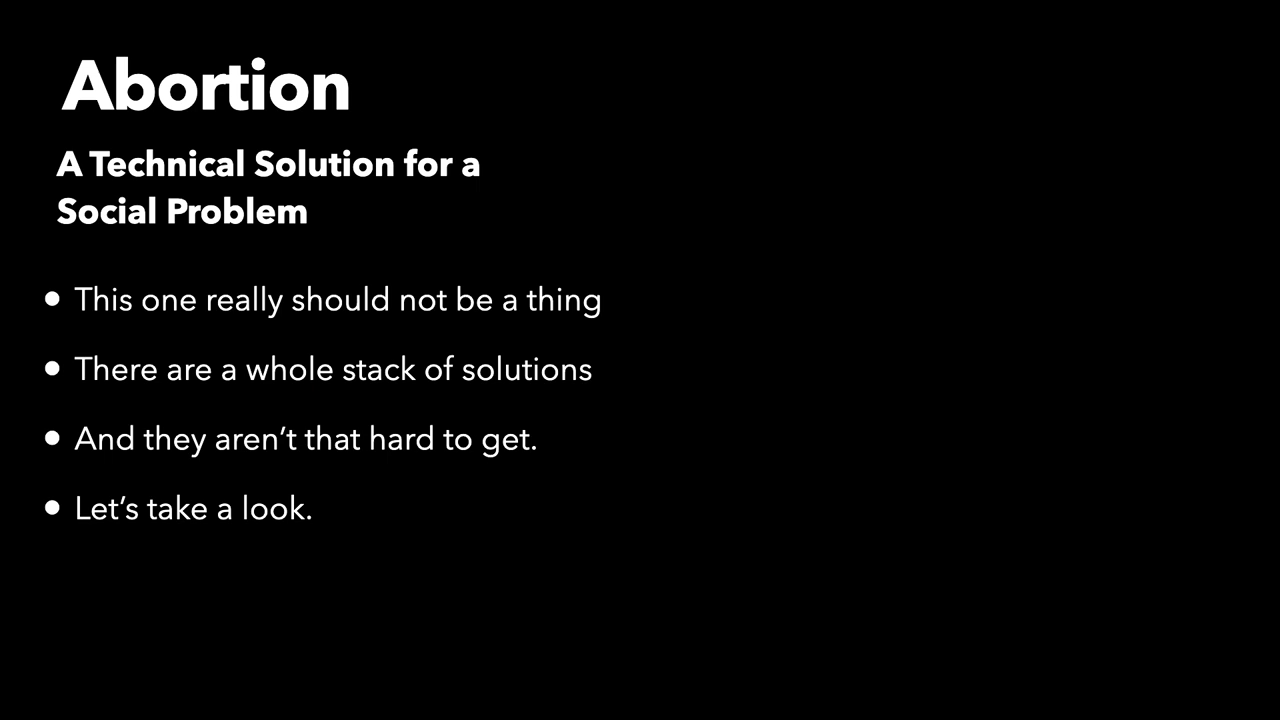 Abortion
A Technical Solution for a
Social Problem
• This one really should not be a thing
• There are a whole stack of solutions
• And they aren’t that hard to get.
• Let’s take a look.